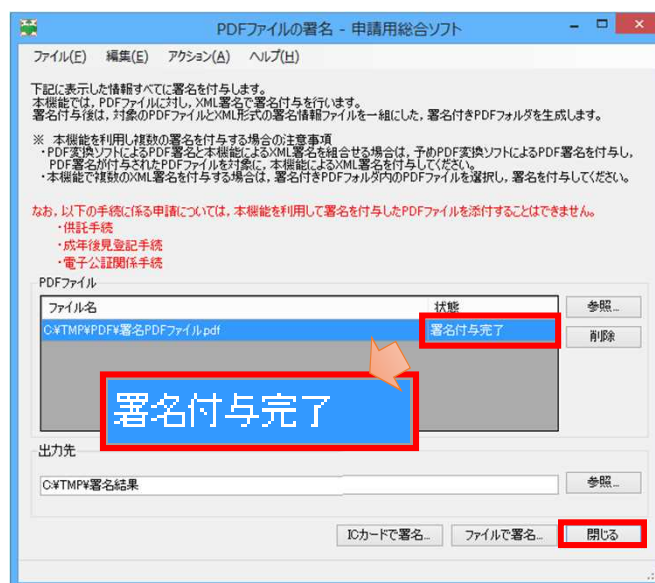 PDFファイルの署名 - 申請用総合ソフト
ファイル(F) 編集(E) アクション(A) ヘルプ(H)
下記に表示した情報すべてに署名を付与します。
本機能では, PDFファイルに対し, XML署名で署名付与を行います。
署名付与後は, 対象のPDFファイルとXML形式の署名情報ファイルを一組にした, 署名付きPDFフォルダを生成します。
※ 本機能を利用し複数の署名を付与する場合の注意事項
・PDF変換ソフトによるPDF署名と本機能によるXML署名を組合せる場合は, 予めPDF変換ソフトによるPDF署名を付与し,
PDF署名が付与されたPDFファイルを対象に, 本機能によるXML署名を付与してください。
・本機能で複数のXML署名を付与する場合は, 署名付きPDFフォルダ内のPDFファイルを選択し, 署名を付与してください。
なお, 以下の手続に係る申請については, 本機能を利用して署名を付与したPDFファイルを添付することはできません。
・供託手続
・成年後見登記手続
・電子公証関係手続
PDFファイル
ファイル名 状態 参照...
C:¥TMP¥PDF¥署名PDFファイル.pdf 署名付与完了 削除
署名付与完了
出力先
C:¥TMP¥署名結果 参照...
ICカードで署名... ファイルで署名... 閉じる